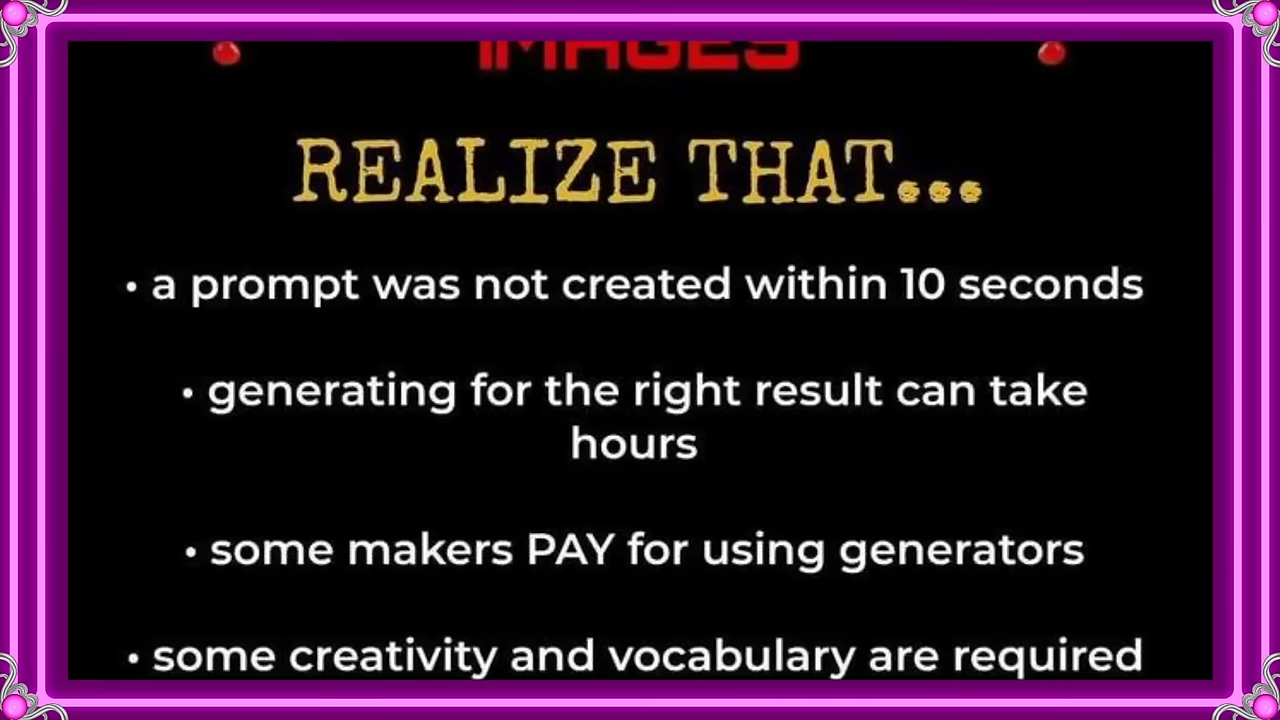 IMAGES
REALIZE THAT...
• a prompt was not created within 10 seconds
• generating for the right result can take
hours
• some makers PAY for using generators
• some creativity and vocabulary are required